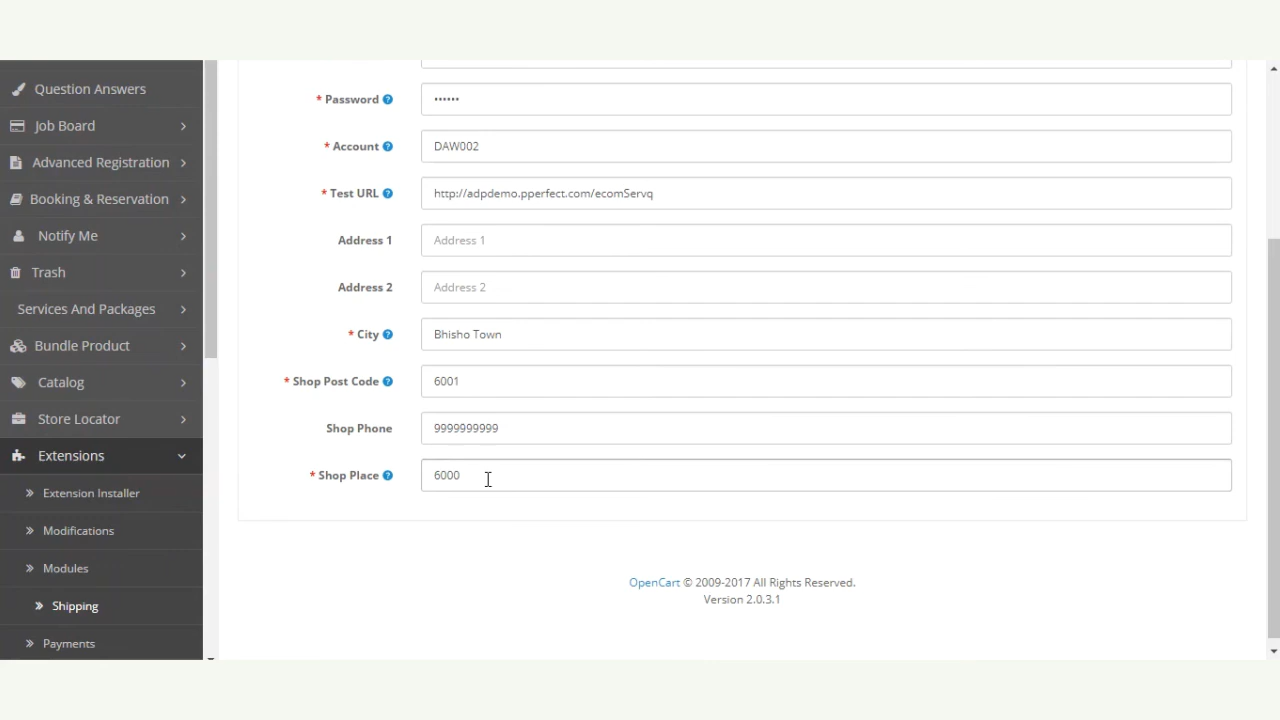 Question Answers
Job Board
Advanced Registration
Booking & Reservation
Notify Me
Trash
Services And Packages
Bundle Product
Catalog
Store Locator
Extensions
Extension Installer
Modifications
Modules
Shipping
Payments
* Password ••••••
* Account DAW002
* Test URL http://adpdemo.pperfect.com/ecomServq
Address 1 Address 1
Address 2 Address 2
* City Bhisho Town
* Shop Post Code 6001
Shop Phone 9999999999
* Shop Place 6000
OpenCart © 2009-2017 All Rights Reserved.
Version 2.0.3.1